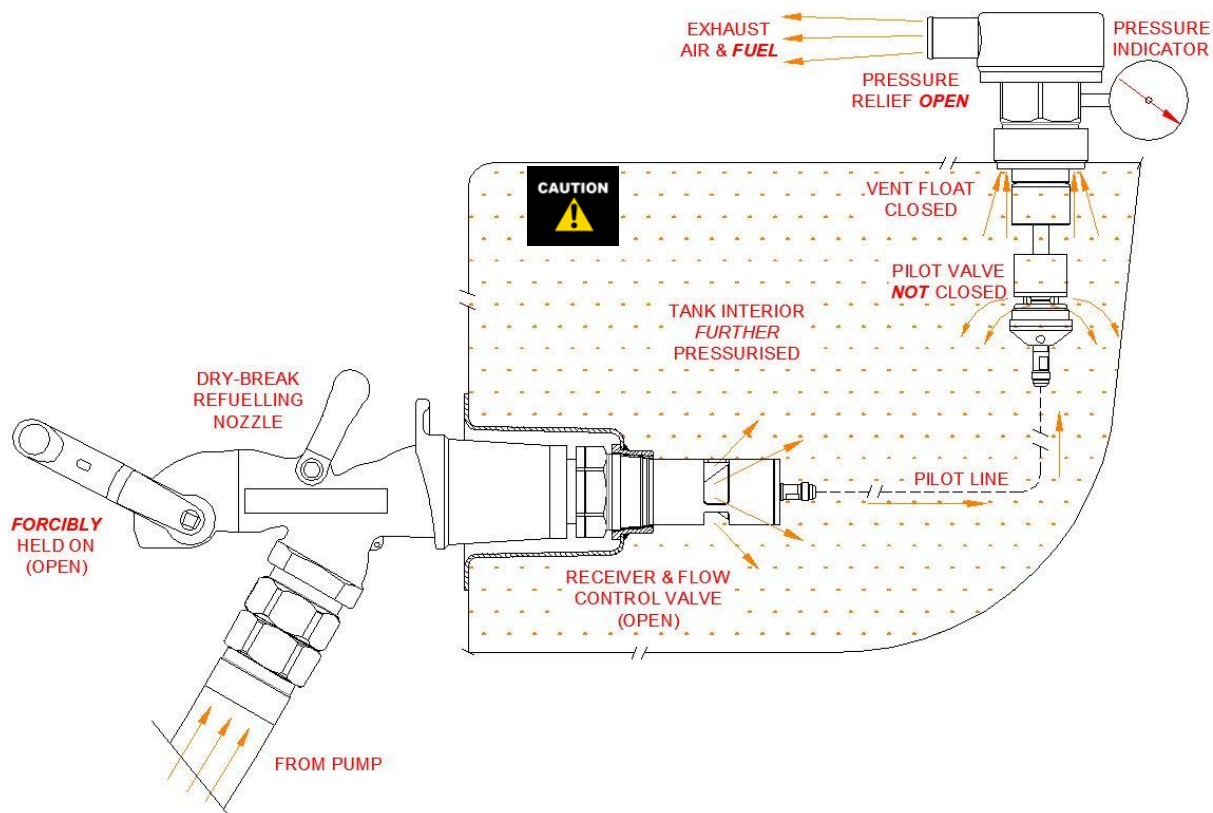 EXHAUST
AIR & FUEL
PRESSURE
INDICATOR
PRESSURE
RELIEF OPEN
CAUTION
VENT FLOAT
CLOSED
PILOT VALVE
NOT CLOSED
TANK INTERIOR
FURTHER
PRESSURISED
DRY-BREAK
REFUELLING
NOZZLE
PILOT LINE
FORCIBLY
HELD ON
(OPEN)
RECEIVER & FLOW
CONTROL VALVE
(OPEN)
FROM PUMP